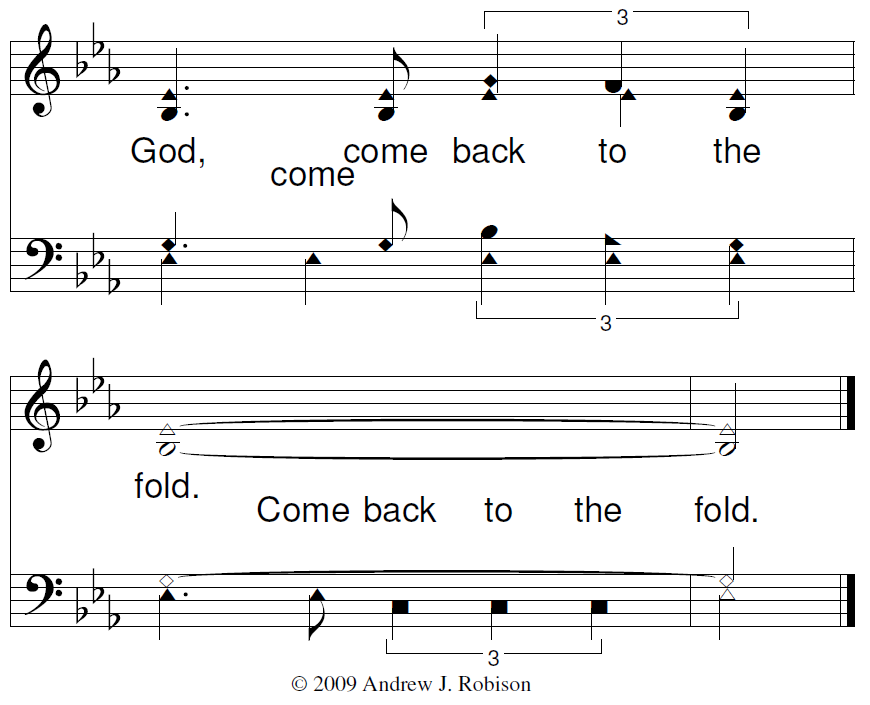 3
God, come back to the
come
3
fold.
Come back to the fold.
3
© 2009 Andrew J. Robison